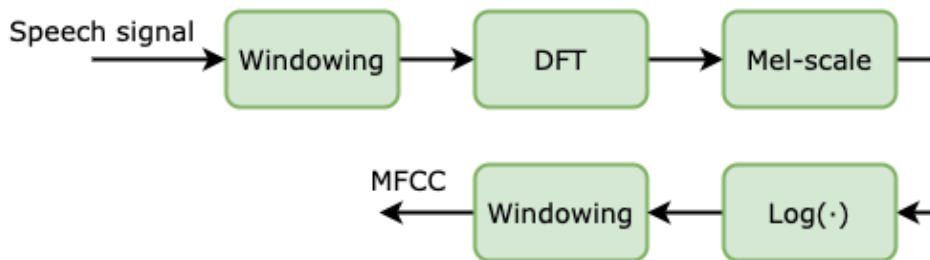 Speech signal
Windowing
DFT
Mel-scale
MFCC
Windowing
Log(·)